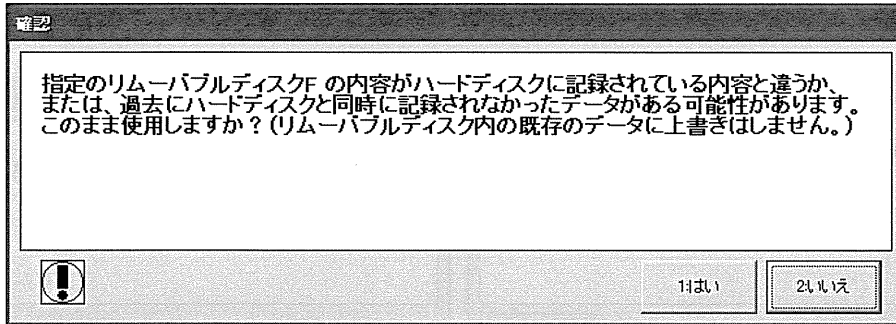 確認
指定のリムーバブルディスクF の内容がハードディスクに記録されている内容と違うか、
または、過去にハードディスクと同時に記録されなかったデータがある可能性があります。
このまま使用しますか？(リムーバブルディスク内の既存のデータに上書きはしません。)
1:はい
2:いいえ